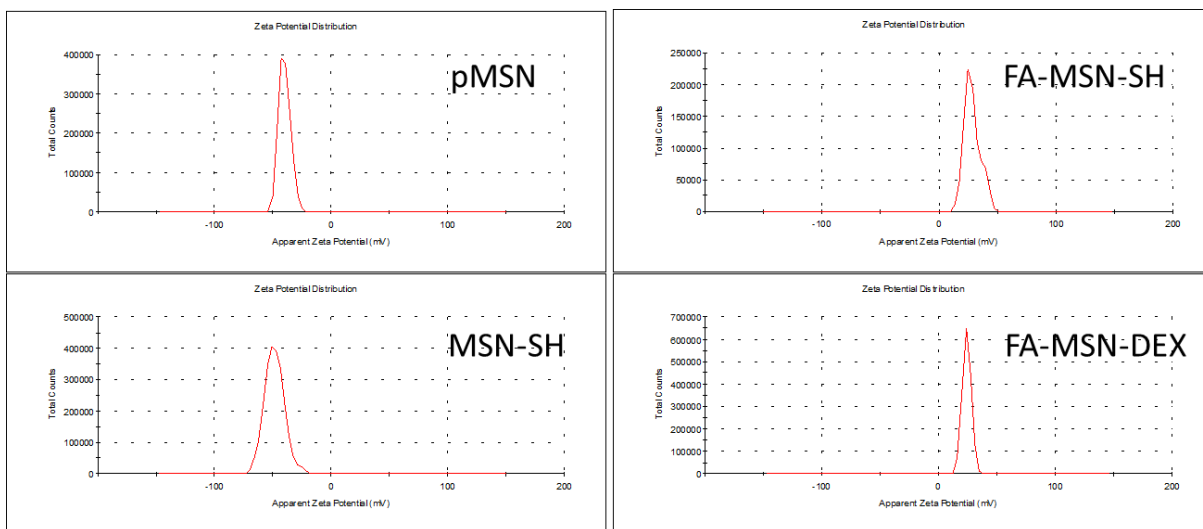 Zeta Potential Distribution
400000
300000
200000
100000
0
Total Counts
pMSN
-100 0 100 200
Apparent Zeta Potential (mV)
Zeta Potential Distribution
250000
200000
150000
100000
50000
0
Total Counts
FA-MSN-SH
-100 0 100 200
Apparent Zeta Potential (mV)
Zeta Potential Distribution
500000
400000
300000
200000
100000
0
Total Counts
MSN-SH
-100 0 100 200
Apparent Zeta Potential (mV)
Zeta Potential Distribution
700000
600000
500000
400000
300000
200000
100000
0
Total Counts
FA-MSN-DEX
-100 0 100 200
Apparent Zeta Potential (mV)